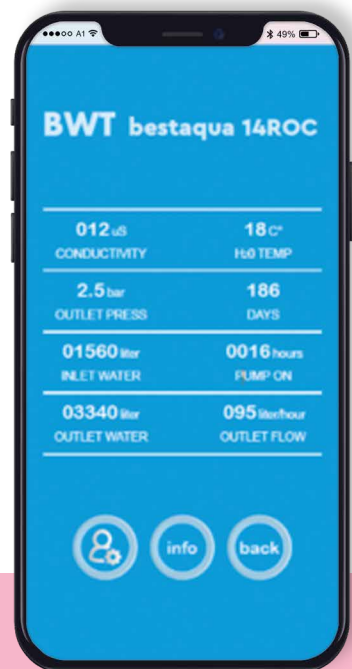 A1 49%
BWT bestaqua 14ROC
012 uS 18 C°
CONDUCTIVITY H20 TEMP
2.5 bar 186
OUTLET PRESS DAYS
01560 liter 0016 hours
INLET WATER PUMP ON
03340 liter 095 liter/hour
OUTLET WATER OUTLET FLOW
info back